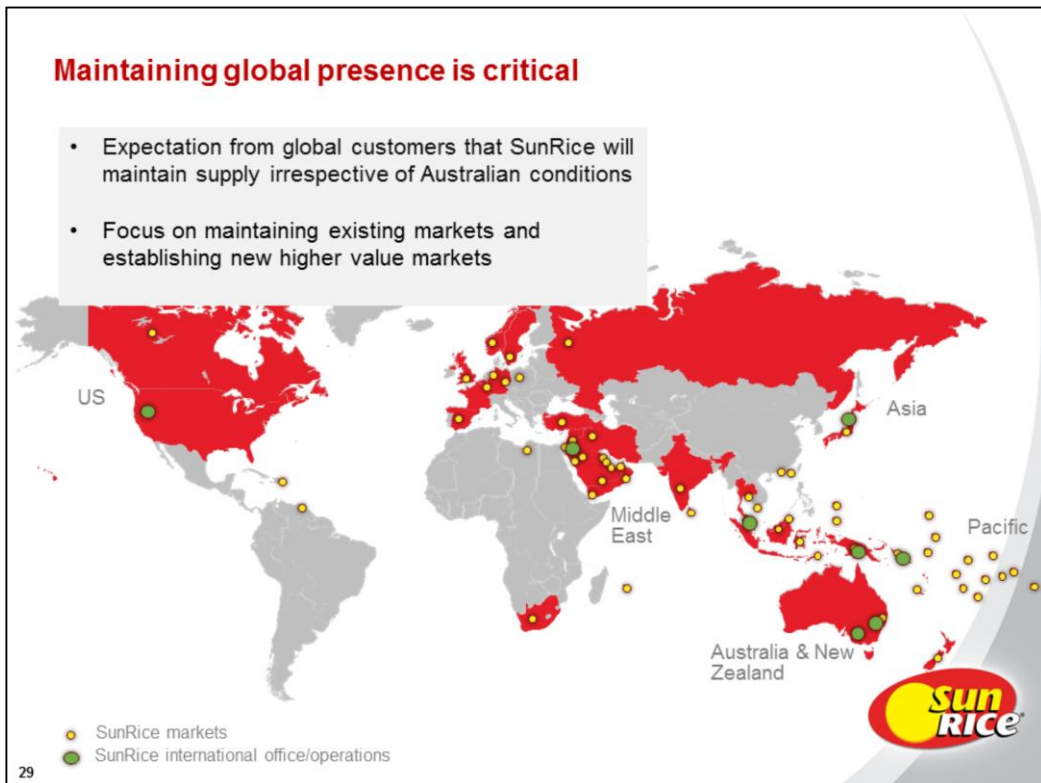 Maintaining global presence is critical
• Expectation from global customers that SunRice will
maintain supply irrespective of Australian conditions
• Focus on maintaining existing markets and
establishing new higher value markets
US
Asia
Middle
East
Pacific
Australia & New
Zealand
SunRice markets
SunRice international office/operations
29
sun
RICE®